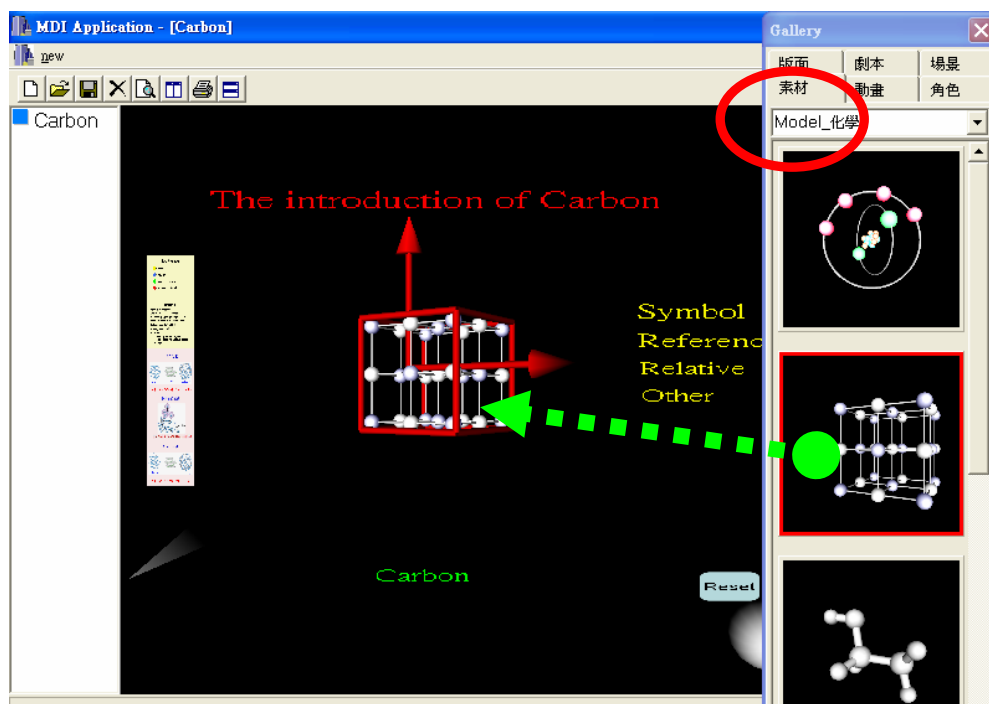 MDI Application - [Carbon]
new
Carbon
The introduction of Carbon
Symbol
Referenc
Relative
Other
Carbon
Reset
Gallery
版面 劇本 場景
素材 動畫 角色
Model_化學